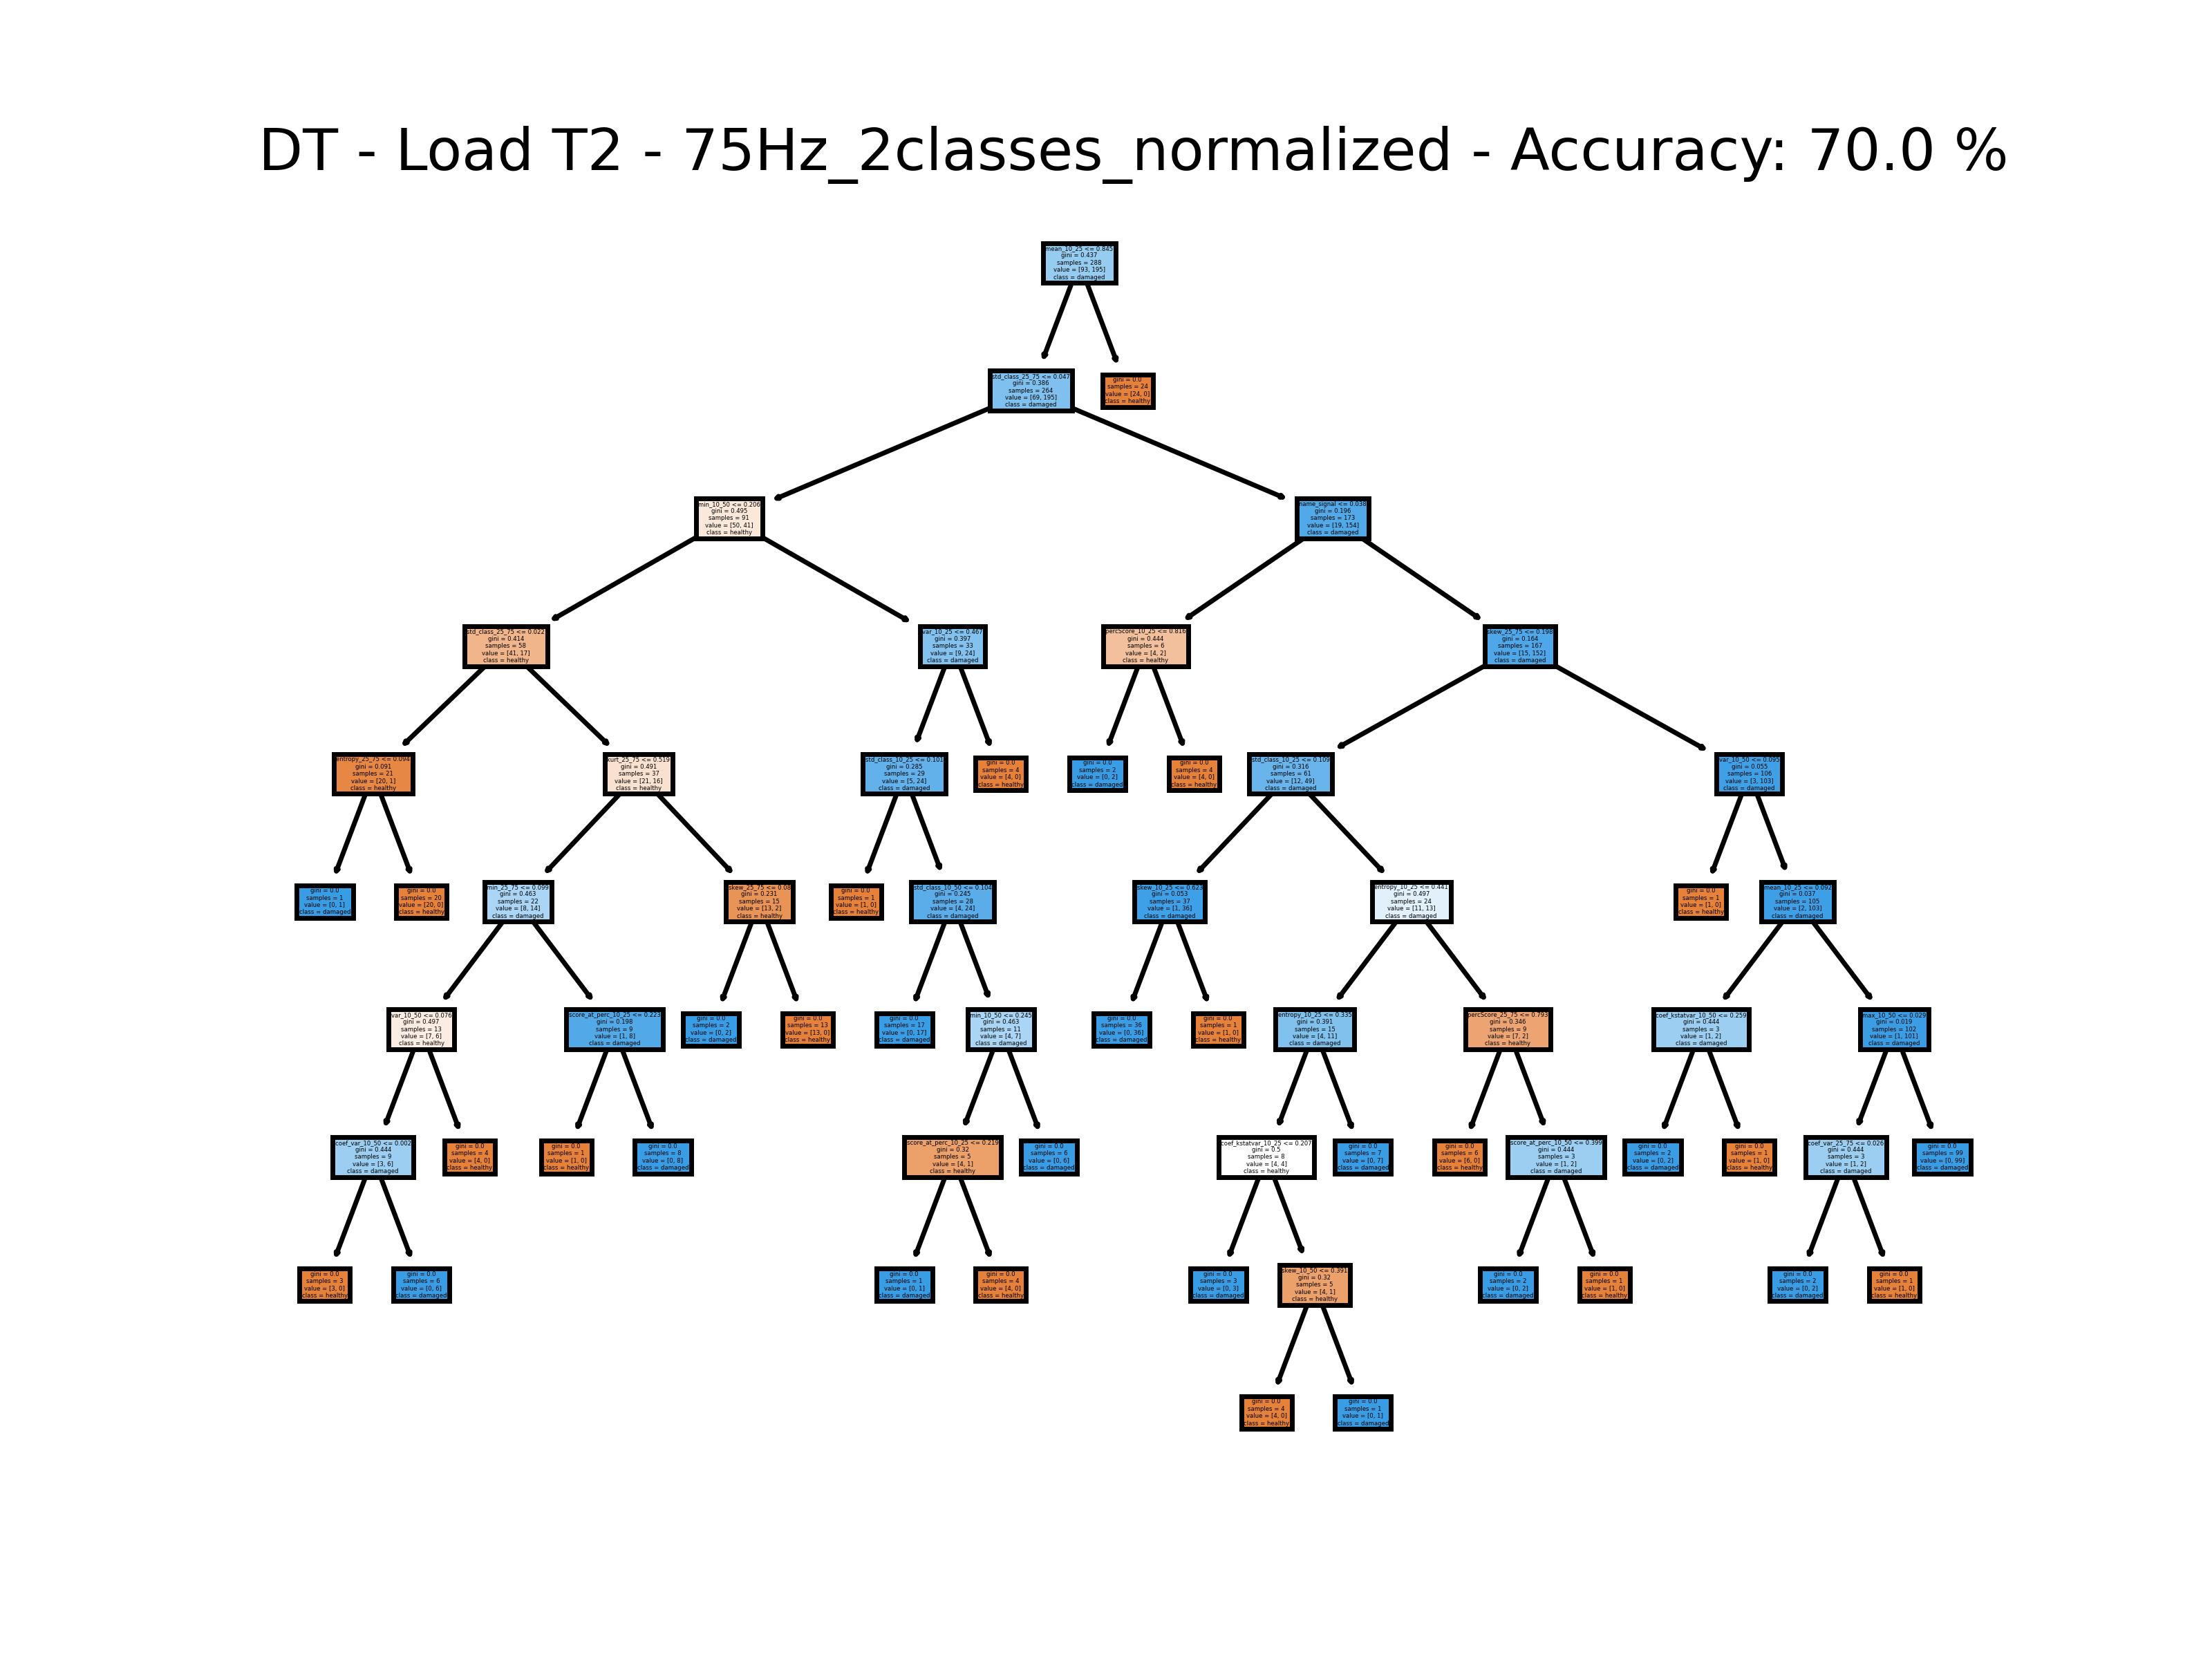 DT - Load T2 - 75Hz_2classes_normalized - Accuracy: 70.0 %
mean_10_25 <= 0.845
gini = 0.437
samples = 288
value = [93, 195]
class = damaged
std_class_25_75 <= 0.047
gini = 0.386
samples = 264
value = [69, 195]
class = damaged
gini = 0.0
samples = 24
value = [24, 0]
class = healthy
min_10_50 <= 0.206
gini = 0.495
samples = 91
value = [50, 41]
class = healthy
name_signal <= 0.038
gini = 0.196
samples = 173
value = [19, 154]
class = damaged
std_class_25_75 <= 0.022
gini = 0.414
samples = 58
value = [41, 17]
class = healthy
var_10_25 <= 0.467
gini = 0.397
samples = 33
value = [9, 24]
class = damaged
percScore_10_25 <= 0.816
gini = 0.444
samples = 6
value = [4, 2]
class = healthy
skew_25_75 <= 0.198
gini = 0.164
samples = 167
value = [15, 152]
class = damaged
entropy_25_75 <= 0.094
gini = 0.091
samples = 21
value = [20, 1]
class = healthy
kurt_25_75 <= 0.519
gini = 0.491
samples = 37
value = [21, 16]
class = healthy
std_class_10_25 <= 0.101
gini = 0.285
samples = 29
value = [5, 24]
class = damaged
gini = 0.0
samples = 4
value = [4, 0]
class = healthy
gini = 0.0
samples = 2
value = [0, 2]
class = damaged
gini = 0.0
samples = 4
value = [4, 0]
class = healthy
std_class_10_25 <= 0.109
gini = 0.316
samples = 61
value = [12, 49]
class = damaged
var_10_50 <= 0.095
gini = 0.055
samples = 106
value = [3, 103]
class = damaged
gini = 0.0
samples = 1
value = [0, 1]
class = damaged
gini = 0.0
samples = 20
value = [20, 0]
class = healthy
min_25_75 <= 0.099
gini = 0.463
samples = 22
value = [8, 14]
class = damaged
skew_25_75 <= 0.08
gini = 0.231
samples = 15
value = [13, 2]
class = healthy
gini = 0.0
samples = 1
value = [1, 0]
class = healthy
std_class_10_50 <= 0.104
gini = 0.245
samples = 28
value = [4, 24]
class = damaged
skew_10_25 <= 0.623
gini = 0.053
samples = 37
value = [1, 36]
class = damaged
entropy_10_25 <= 0.441
gini = 0.497
samples = 24
value = [11, 13]
class = damaged
gini = 0.0
samples = 1
value = [1, 0]
class = healthy
mean_10_25 <= 0.092
gini = 0.037
samples = 105
value = [2, 103]
class = damaged
var_10_50 <= 0.076
gini = 0.497
samples = 13
value = [7, 6]
class = healthy
score_at_perc_10_25 <= 0.223
gini = 0.198
samples = 9
value = [1, 8]
class = damaged
gini = 0.0
samples = 2
value = [0, 2]
class = damaged
gini = 0.0
samples = 13
value = [13, 0]
class = healthy
gini = 0.0
samples = 17
value = [0, 17]
class = damaged
min_10_50 <= 0.245
gini = 0.463
samples = 11
value = [4, 7]
class = damaged
gini = 0.0
samples = 36
value = [0, 36]
class = damaged
gini = 0.0
samples = 1
value = [1, 0]
class = healthy
entropy_10_25 <= 0.335
gini = 0.391
samples = 15
value = [4, 11]
class = damaged
percScore_25_75 <= 0.793
gini = 0.346
samples = 9
value = [7, 2]
class = healthy
coef_kstatvar_10_50 <= 0.259
gini = 0.444
samples = 3
value = [1, 2]
class = damaged
max_10_50 <= 0.029
gini = 0.019
samples = 102
value = [1, 101]
class = damaged
coef_var_10_50 <= 0.002
gini = 0.444
samples = 9
value = [3, 6]
class = damaged
gini = 0.0
samples = 4
value = [4, 0]
class = healthy
gini = 0.0
samples = 1
value = [1, 0]
class = healthy
gini = 0.0
samples = 8
value = [0, 8]
class = damaged
score_at_perc_10_25 <= 0.219
gini = 0.32
samples = 5
value = [4, 1]
class = healthy
gini = 0.0
samples = 6
value = [0, 6]
class = damaged
coef_kstatvar_10_25 <= 0.207
gini = 0.5
samples = 8
value = [4, 4]
class = healthy
gini = 0.0
samples = 7
value = [0, 7]
class = damaged
gini = 0.0
samples = 6
value = [6, 0]
class = healthy
score_at_perc_10_50 <= 0.399
gini = 0.444
samples = 3
value = [1, 2]
class = damaged
gini = 0.0
samples = 2
value = [0, 2]
class = damaged
gini = 0.0
samples = 1
value = [1, 0]
class = healthy
coef_var_25_75 <= 0.026
gini = 0.444
samples = 3
value = [1, 2]
class = damaged
gini = 0.0
samples = 99
value = [0, 99]
class = damaged
gini = 0.0
samples = 3
value = [3, 0]
class = healthy
gini = 0.0
samples = 6
value = [0, 6]
class = damaged
gini = 0.0
samples = 1
value = [0, 1]
class = damaged
gini = 0.0
samples = 4
value = [4, 0]
class = healthy
gini = 0.0
samples = 3
value = [0, 3]
class = damaged
skew_10_50 <= 0.391
gini = 0.32
samples = 5
value = [4, 1]
class = healthy
gini = 0.0
samples = 2
value = [0, 2]
class = damaged
gini = 0.0
samples = 1
value = [1, 0]
class = healthy
gini = 0.0
samples = 2
value = [0, 2]
class = damaged
gini = 0.0
samples = 1
value = [1, 0]
class = healthy
gini = 0.0
samples = 4
value = [4, 0]
class = healthy
gini = 0.0
samples = 1
value = [0, 1]
class = damaged